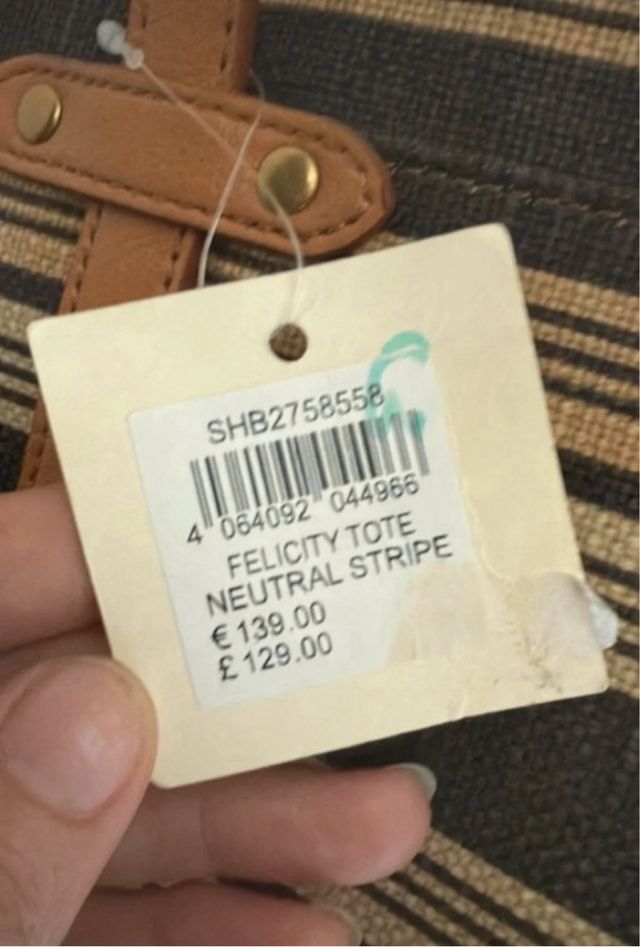 SHB2758558
4 064092 044966
FELICITY TOTE
NEUTRAL STRIPE
€ 139.00
£ 129.00